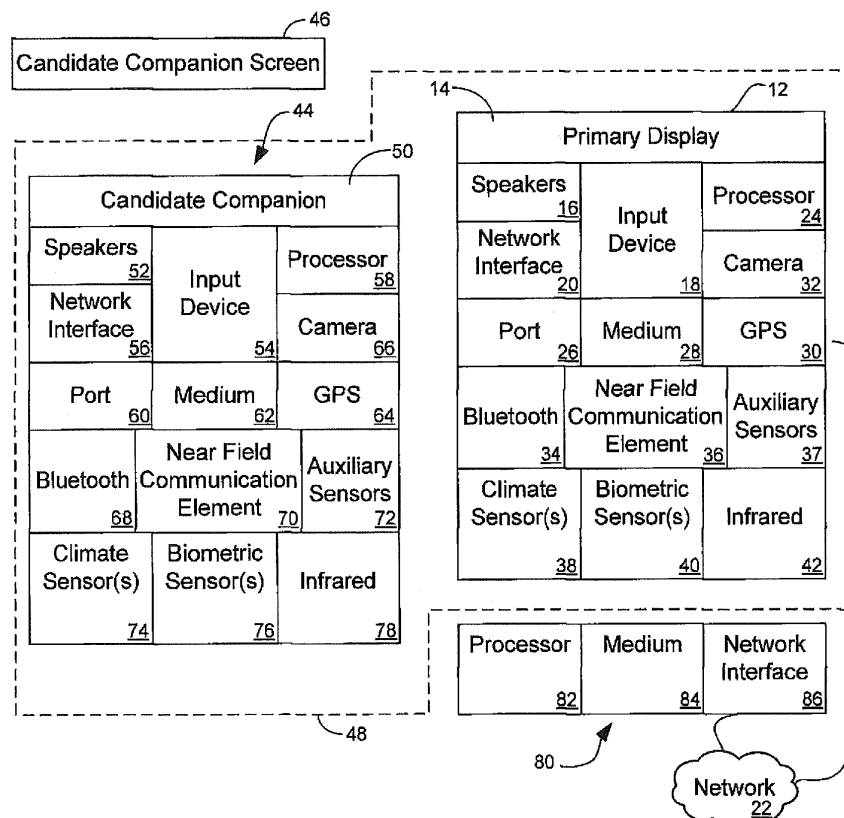 46
Candidate Companion Screen
44
50
Candidate Companion
Speakers
52
Input
Device
54
Processor
58
Network
Interface
56
Camera
66
Port
60
Medium
62
GPS
64
Bluetooth
68
Near Field
Communication
Element
70
Auxiliary
Sensors
72
Climate
Sensor(s)
74
Biometric
Sensor(s)
76
Infrared
78
48
14
12
Primary Display
Speakers
16
Input
Device
18
Processor
24
Network
Interface
20
Camera
32
Port
26
Medium
28
GPS
30
Bluetooth
34
Near Field
Communication
Element
36
Auxiliary
Sensors
37
Climate
Sensor(s)
38
Biometric
Sensor(s)
40
Infrared
42
Processor
82
Medium
84
Network
Interface
86
80
Network
22